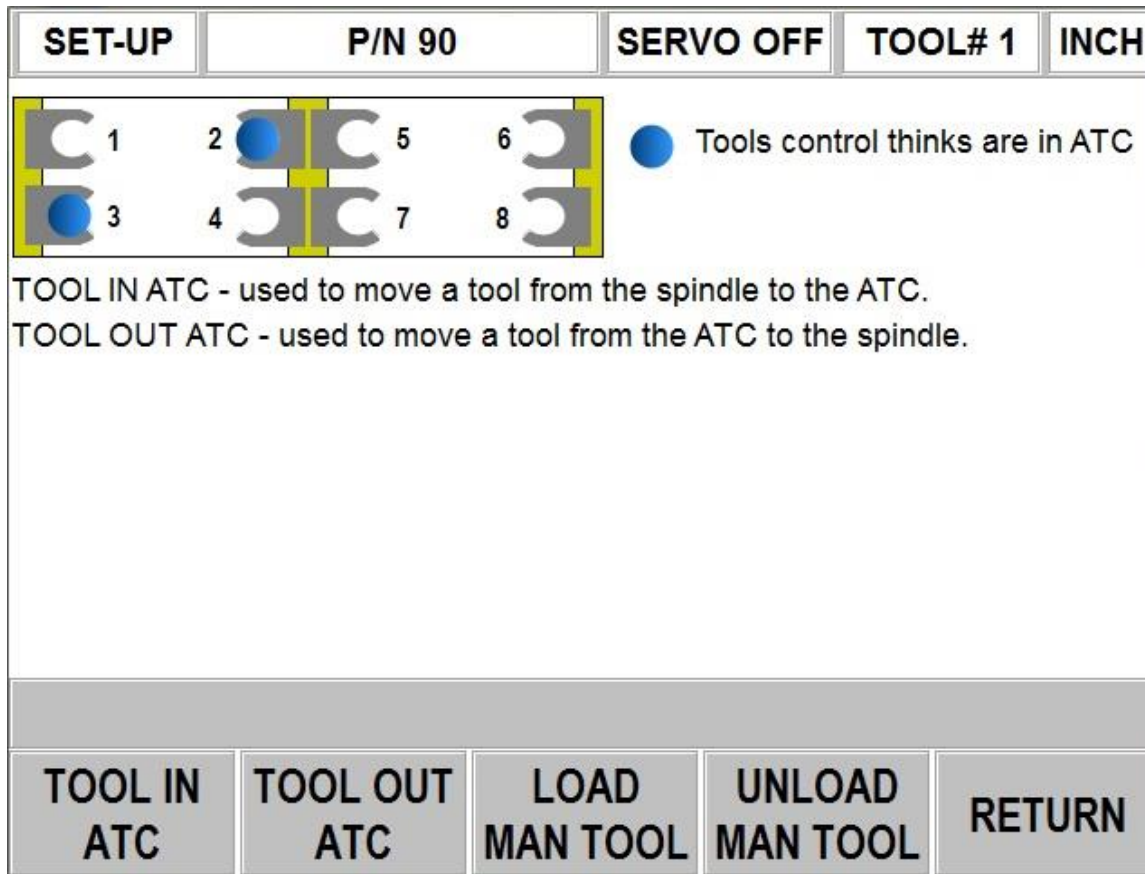 SET-UP P/N 90 SERVO OFF TOOL# 1 INCH
1 2 5 6 Tools control thinks are in ATC
3 4 7 8
TOOL IN ATC - used to move a tool from the spindle to the ATC.
TOOL OUT ATC - used to move a tool from the ATC to the spindle.
TOOL IN ATC
TOOL OUT ATC
LOAD MAN TOOL
UNLOAD MAN TOOL
RETURN